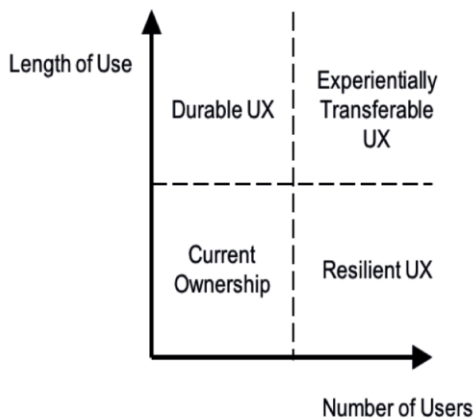 Length of Use
Durable UX
Experientially
Transferable
UX
Current
Ownership
Resilient UX
Number of Users